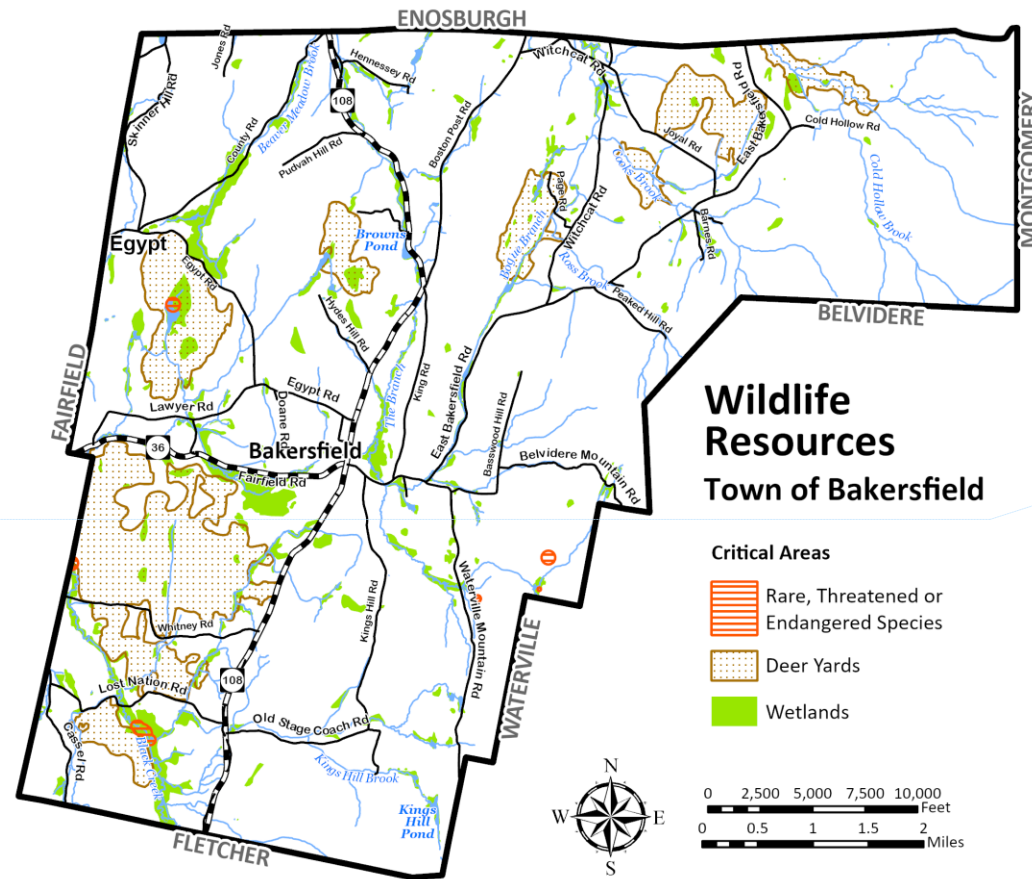 ENOSBURGH
Jones Rd
Skinner Hill Rd
County Rd
Beaver Meadow Brook
Hennessey Rd
108
Pudvah Hill Rd
Boston Post Rd
Witchcat Rd
Joyal Rd
East Bakersfield Rd
Cold Hollow Rd
Cold Hollow Brook
MONTGOMERY
Cooks Brook
Page Rd
Witchcat Rd
Bogue Branch
Ross Brook
Barnes Rd
Peaked Hill Rd
BELVIDERE
Egypt
Egypt Rd
Browns
Pond
Hydes Hill Rd
The Branch
King Rd
East Bakersfield Rd
Basswood Hill Rd
Belvidere Mountain Rd
FAIRFIELD
Lawyer Rd
Doane Rd
Egypt Rd
36
Bakersfield
Fairfield Rd
Wildlife
Resources
Town of Bakersfield
Critical Areas
Rare, Threatened or
Endangered Species
Deer Yards
Wetlands
Whitney Rd
Kings Hill Rd
Waterville Mountain Rd
WATERVILLE
Lost Nation Rd
108
Cassel Rd
Black Creek
Old Stage Coach Rd
Kings Hill Brook
Kings
Hill
Pond
FLETCHER
N
W E
S
0 2,500 5,000 7,500 10,000
Feet
0 0.5 1 1.5 2
Miles